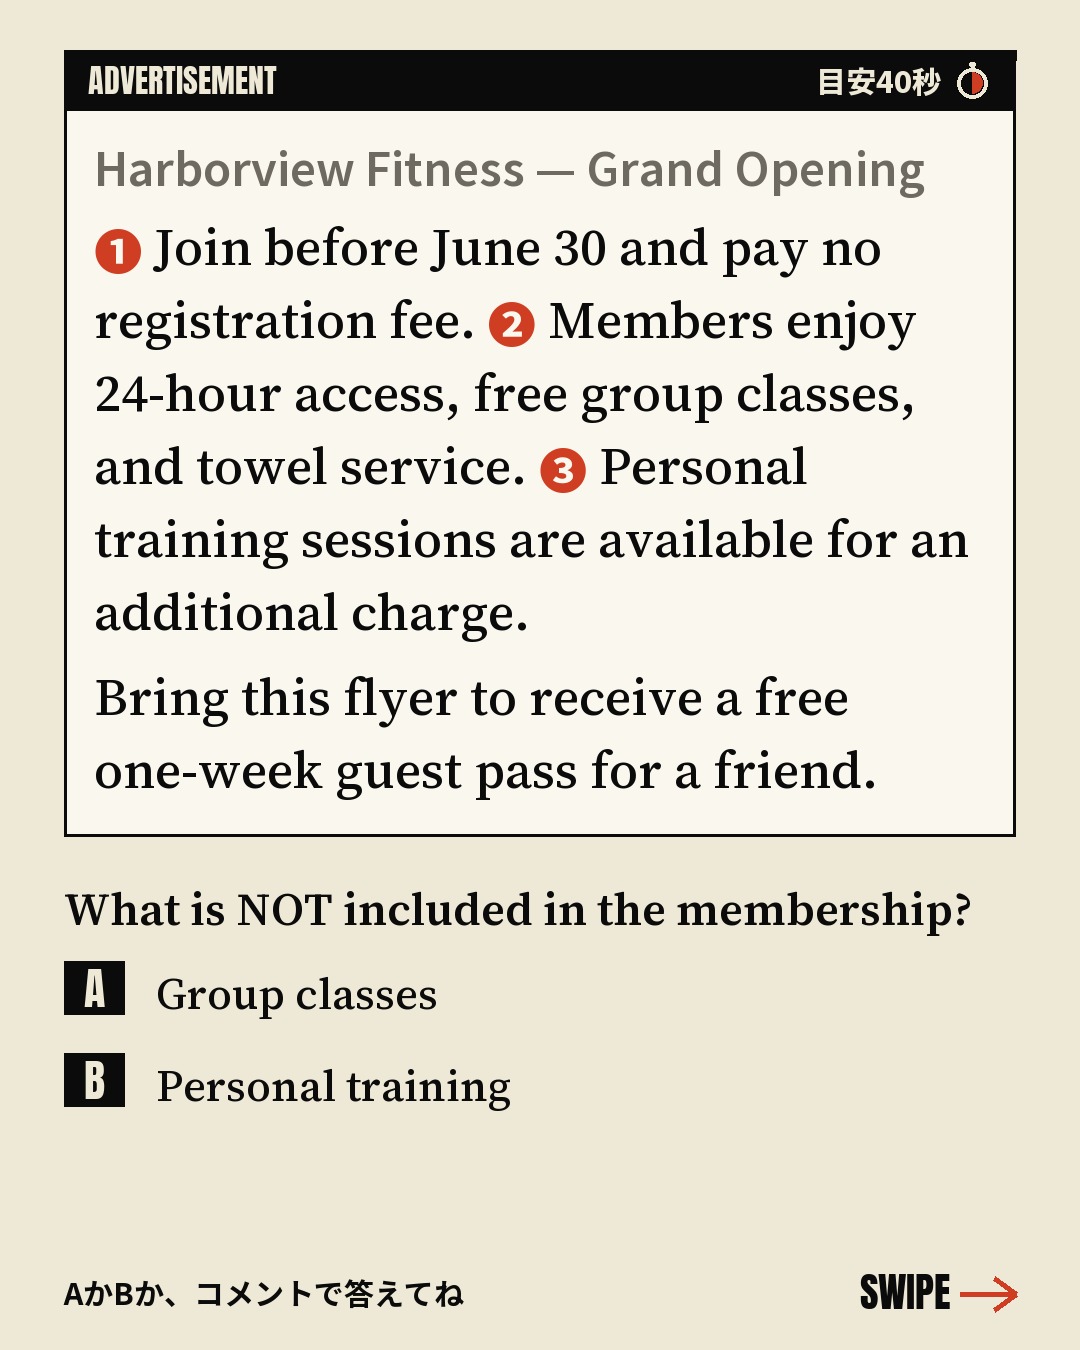 ADVERTISEMENT
目安40秒
Harborview Fitness — Grand Opening
❶ Join before June 30 and pay no
registration fee. ❷ Members enjoy
24-hour access, free group classes,
and towel service. ❸ Personal
training sessions are available for an
additional charge.
Bring this flyer to receive a free
one-week guest pass for a friend.
What is NOT included in the membership?
A Group classes
B Personal training
AかBか、コメントで答えてね
SWIPE